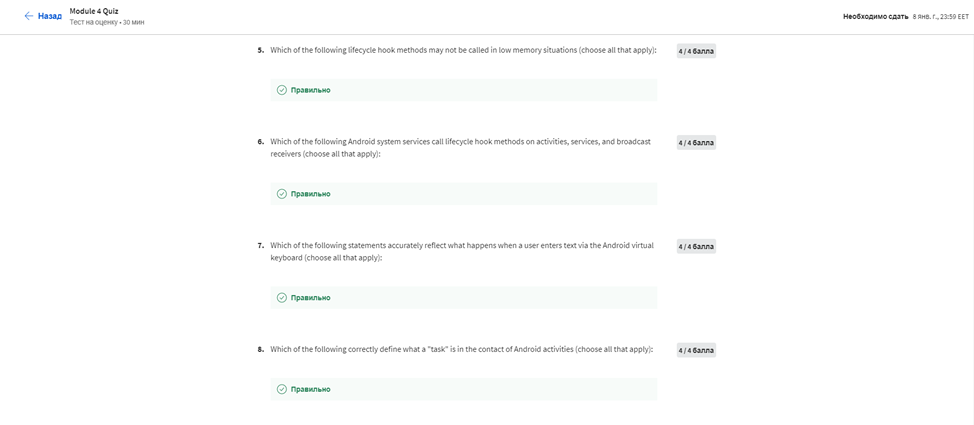 Назад
Module 4 Quiz
Тест на оценку • 30 мин
Необходимо сдать 8 янв. г., 23:59 EET
5. Which of the following lifecycle hook methods may not be called in low memory situations (choose all that apply): 4 / 4 балла
Правильно
6. Which of the following Android system services call lifecycle hook methods on activities, services, and broadcast 4 / 4 балла
receivers (choose all that apply):
Правильно
7. Which of the following statements accurately reflect what happens when a user enters text via the Android virtual 4 / 4 балла
keyboard (choose all that apply):
Правильно
8. Which of the following correctly define what a "task" is in the contact of Android activities (choose all that apply): 4 / 4 балла
Правильно